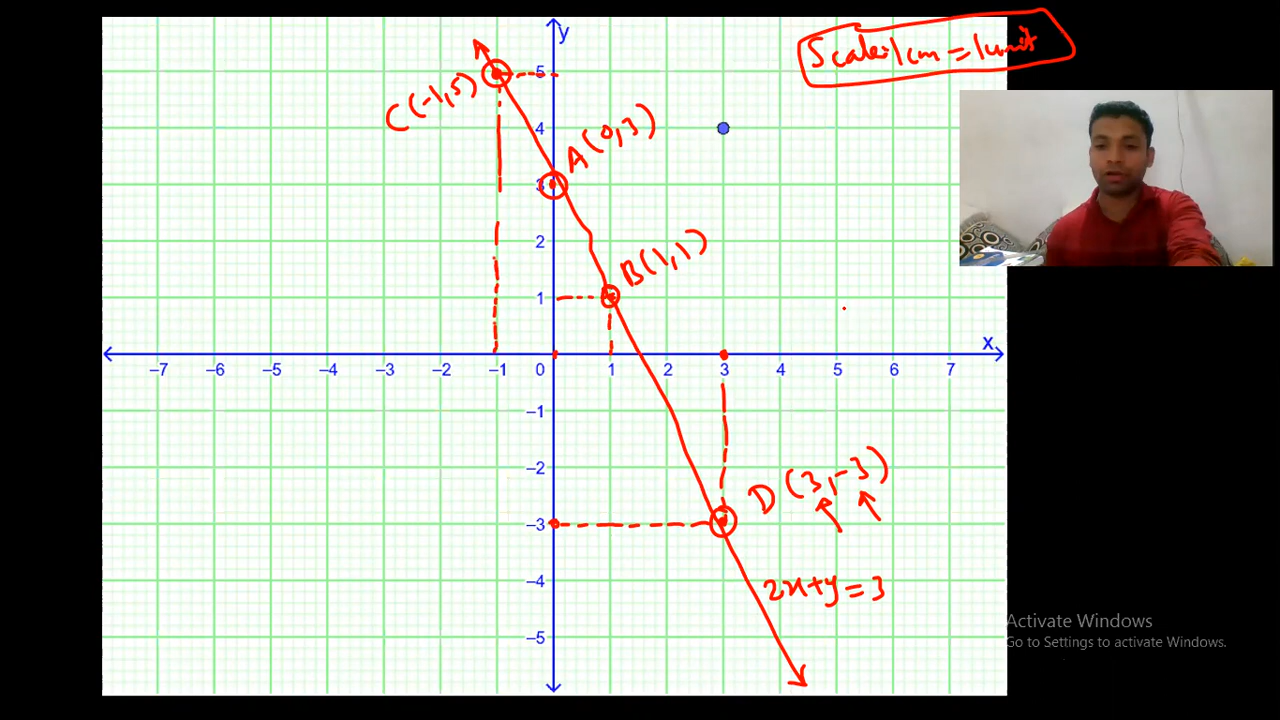 Scale:1cm = 1unit
y
C(-1,5)
5
4
A(0,3)
3
2
B(1,1)
1
x
–7 –6 –5 –4 –3 –2 –1 0 1 2 3 4 5 6 7
–1
–2
D(3,-3)
–3
–4
2x+y=3
–5
Activate Windows
Go to Settings to activate Windows.